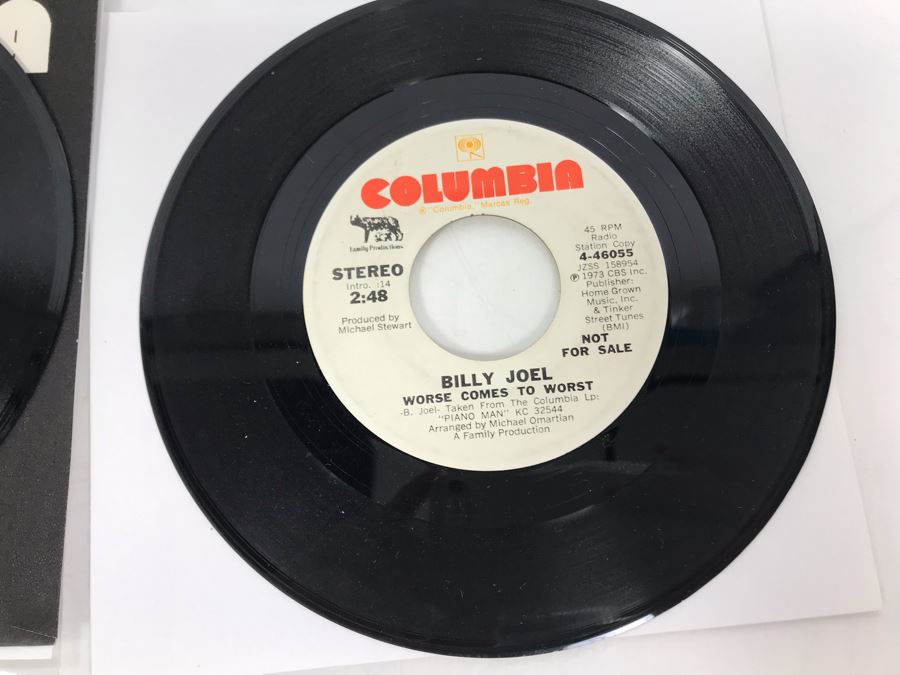 COLUMBIA
® "Columbia," Marcas Reg.
Family Productions
STEREO
Intro. :14
2:48
Produced by
Michael Stewart
45 RPM
Radio
Station Copy
4-46055
JZSS 158954
℗ 1973 CBS Inc.
Publisher:
Home Grown
Music, Inc.
& Tinker
Street Tunes
(BMI)
NOT
FOR SALE
BILLY JOEL
WORSE COMES TO WORST
-B. Joel- Taken From The Columbia Lp:
"PIANO MAN" KC 32544
Arranged by Michael Omartian
A Family Production